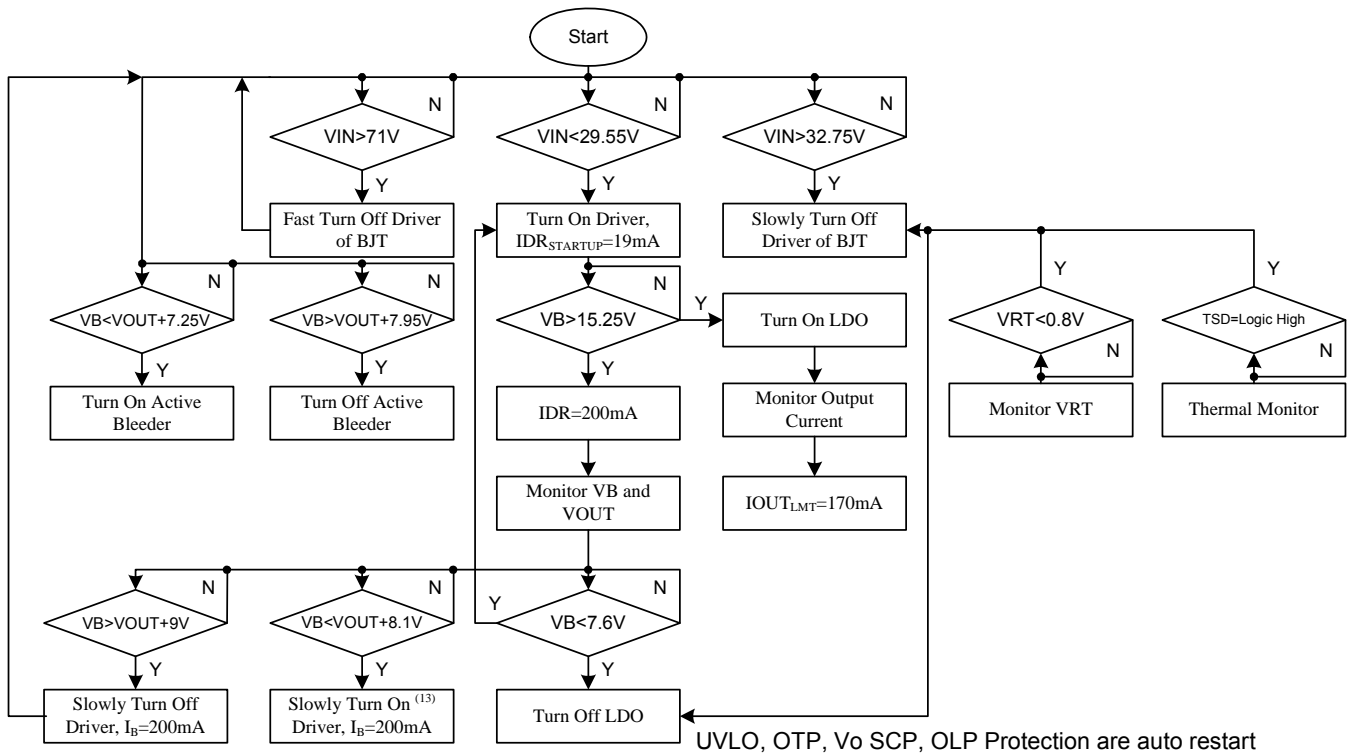 Start
N
N
N
VIN>71V
VIN<29.55V
VIN>32.75V
Y
Y
Y
Fast Turn Off Driver
of BJT
Turn On Driver,
IDRSTARTUP=19mA
Slowly Turn Off
Driver of BJT
N
N
N
Y
Y
Y
VB<VOUT+7.25V
VB>VOUT+7.95V
VB>15.25V
Turn On LDO
VRT<0.8V
TSD=Logic High
N
N
Y
Y
Y
Turn On Active
Bleeder
Turn Off Active
Bleeder
IDR=200mA
Monitor Output
Current
Monitor VRT
Thermal Monitor
Monitor VB and
VOUT
IOUTLMT=170mA
N
N
N
Y
VB>VOUT+9V
VB<VOUT+8.1V
VB<7.6V
Y
Y
Y
Slowly Turn Off
Driver, IB=200mA
Slowly Turn On (13)
Driver, IB=200mA
Turn Off LDO
UVLO, OTP, Vo SCP, OLP Protection are auto restart